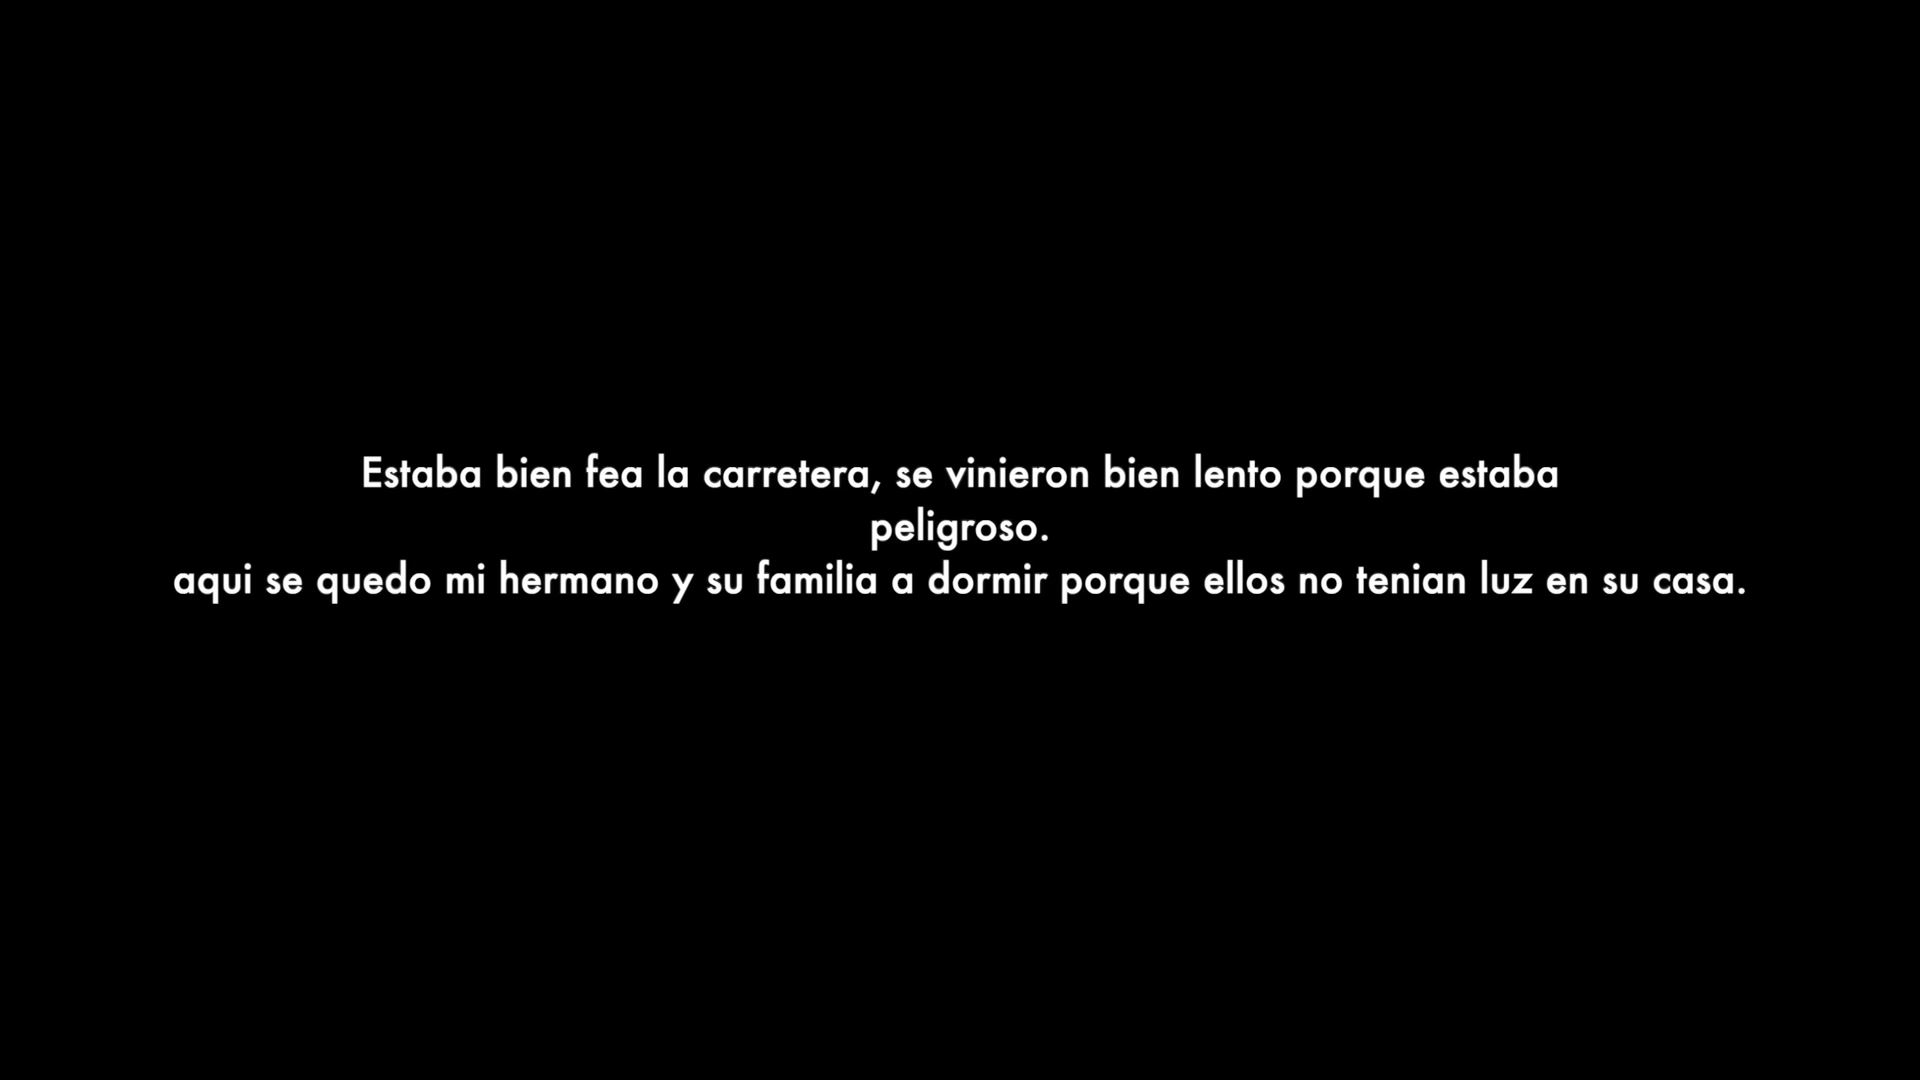 Estaba bien fea la carretera, se vinieron bien lento porque estaba
peligroso.
aqui se quedo mi hermano y su familia a dormir porque ellos no tenian luz en su casa.